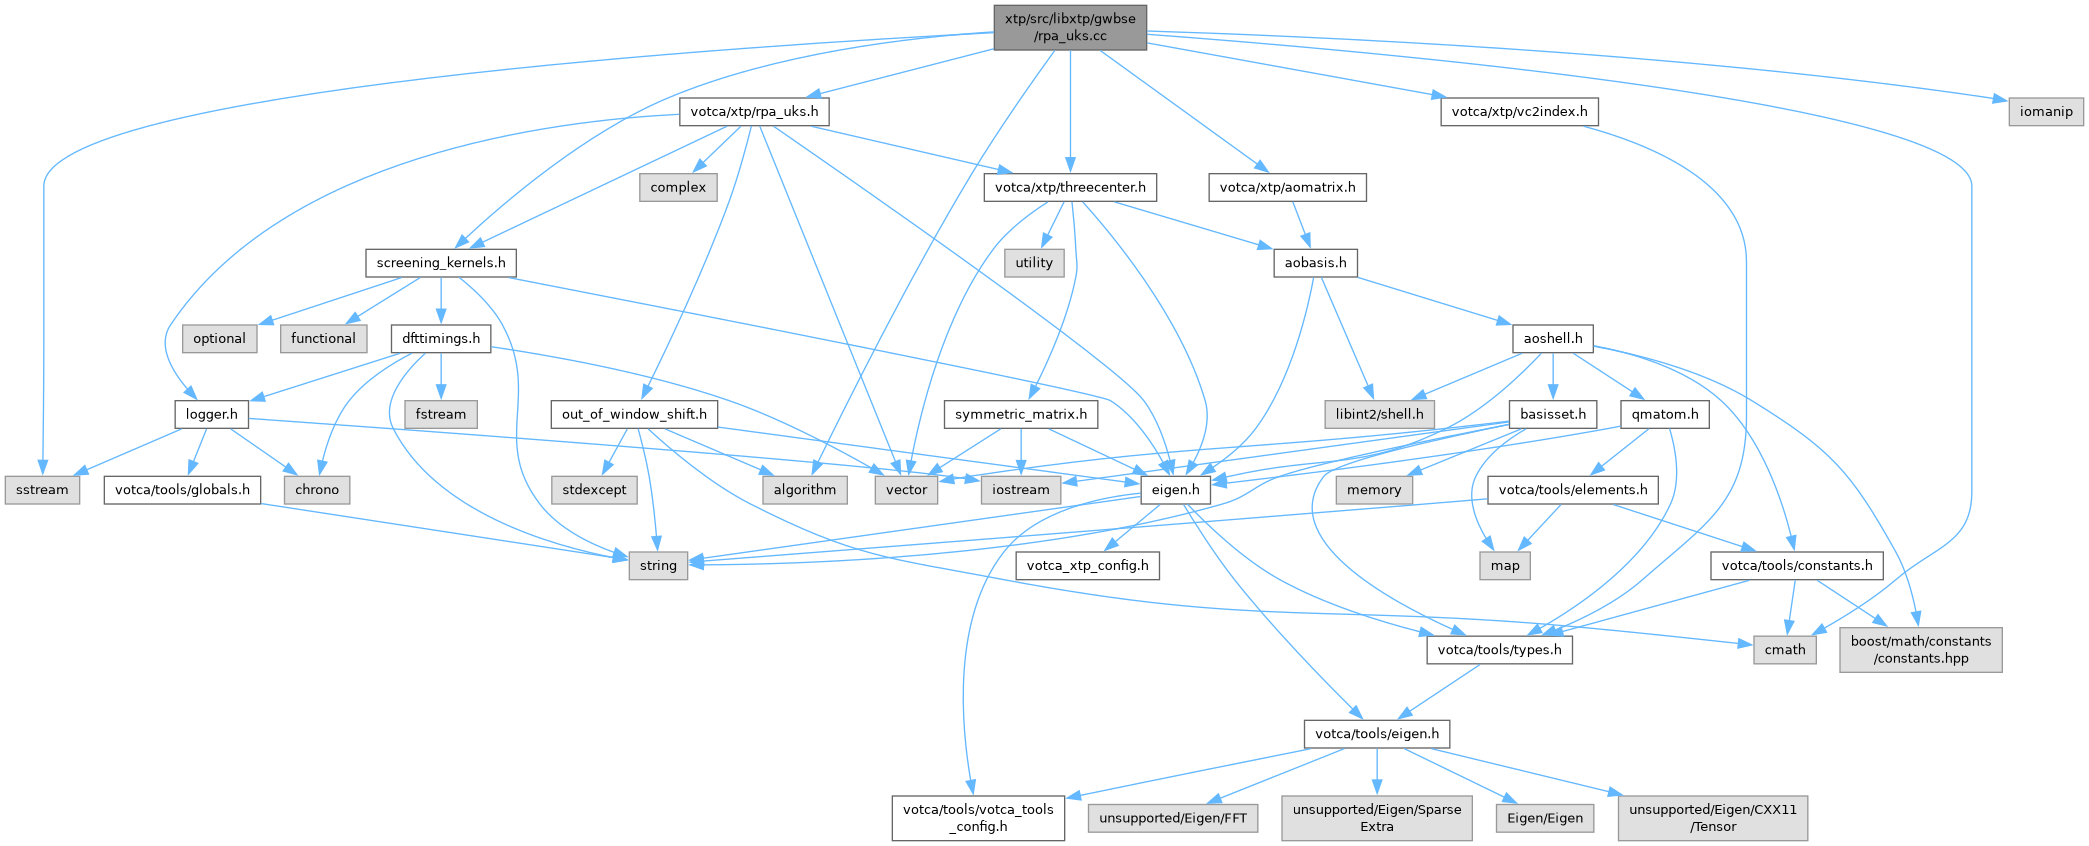 xtp/src/libxtp/gwbse
/rpa_uks.cc
votca/xtp/rpa_uks.h
votca/xtp/vc2index.h
iomanip
complex
votca/xtp/threecenter.h
votca/xtp/aomatrix.h
screening_kernels.h
utility
aobasis.h
optional
functional
dfttimings.h
aoshell.h
logger.h
fstream
out_of_window_shift.h
symmetric_matrix.h
libint2/shell.h
basisset.h
qmatom.h
sstream
votca/tools/globals.h
chrono
stdexcept
algorithm
vector
iostream
eigen.h
memory
votca/tools/elements.h
string
votca_xtp_config.h
map
votca/tools/constants.h
votca/tools/types.h
cmath
boost/math/constants
/constants.hpp
votca/tools/eigen.h
votca/tools/votca_tools
_config.h
unsupported/Eigen/FFT
unsupported/Eigen/Sparse
Extra
Eigen/Eigen
unsupported/Eigen/CXX11
/Tensor